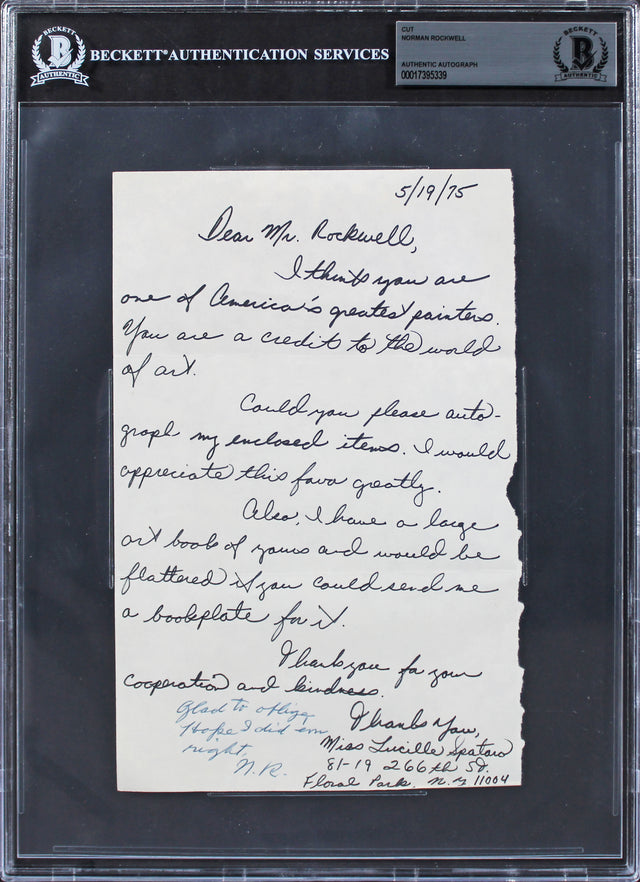 BECKETT
B
AUTHENTIC
BECKETT® AUTHENTICATION SERVICES
CUT
NORMAN ROCKWELL
AUTHENTIC AUTOGRAPH
00017395339
BECKETT
B
AUTHENTIC
5/19/75
Dear Mr. Rockwell,
I think you are
one of America's greatest painters.
You are a credit to the world
of art.
Could you please auto-
graph my enclosed items. I would
appreciate this favor greatly.
Also, I have a large
art book of yours and would be
flattered if you could send me
a bookplate for it.
Thank you for your
cooperation and kindness.
Glad to oblige
Hope I did em
right.
N.R.
Thank You,
Miss Lucille Spataro
81-19 266th St.
Floral Park, N.Y 11004